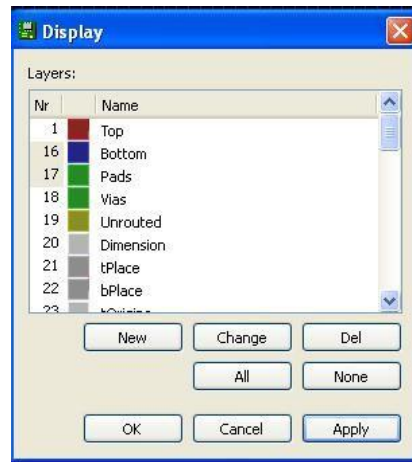 Display
Layers:
Nr Name
1 Top
16 Bottom
17 Pads
18 Vias
19 Unrouted
20 Dimension
21 tPlace
22 bPlace
23
New Change Del
All None
OK Cancel Apply